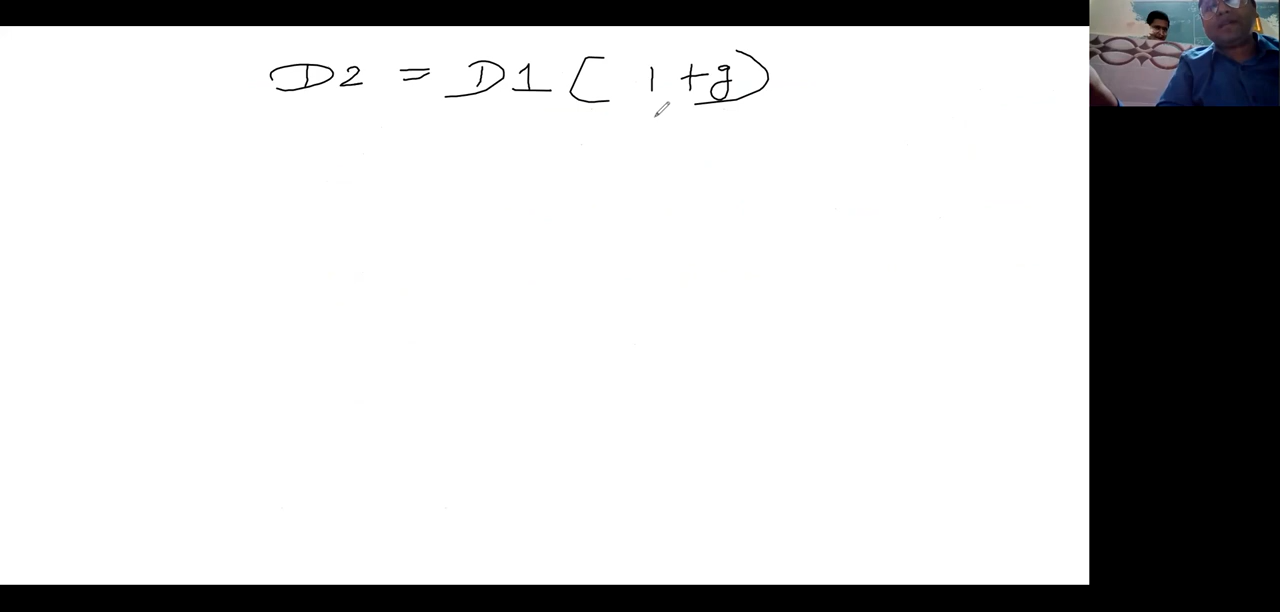 D2 = D1 ( 1 + g )